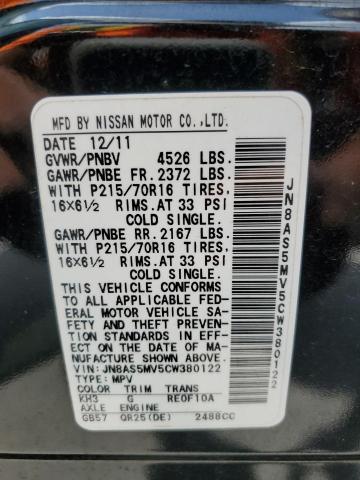 MFD BY NISSAN MOTOR CO.,LTD.
DATE 12/11
GVWR/PNBV 4526 LBS.
GAWR/PNBE FR. 2372 LBS.
WITH P215/70R16 TIRES,
16X6½ RIMS. AT 33 PSI
COLD SINGLE.
GAWR/PNBE RR. 2167 LBS.
WITH P215/70R16 TIRES,
16X6½ RIMS. AT 33 PSI
COLD SINGLE.
THIS VEHICLE CONFORMS
TO ALL APPLICABLE FED-
ERAL MOTOR VEHICLE SA-
FETY AND THEFT PREV-
ENTION STANDARDS IN EF-
FECT ON THE DATE OF MA-
NUFACTURE SHOWN ABOVE.
VIN: JN8AS5MV5CW380122
TYPE: MPV
COLOR TRIM TRANS
KH3 G RE0F10A
AXLE ENGINE
GB57 QR25(DE) 2488CC
JN8AS5MV5CW380122